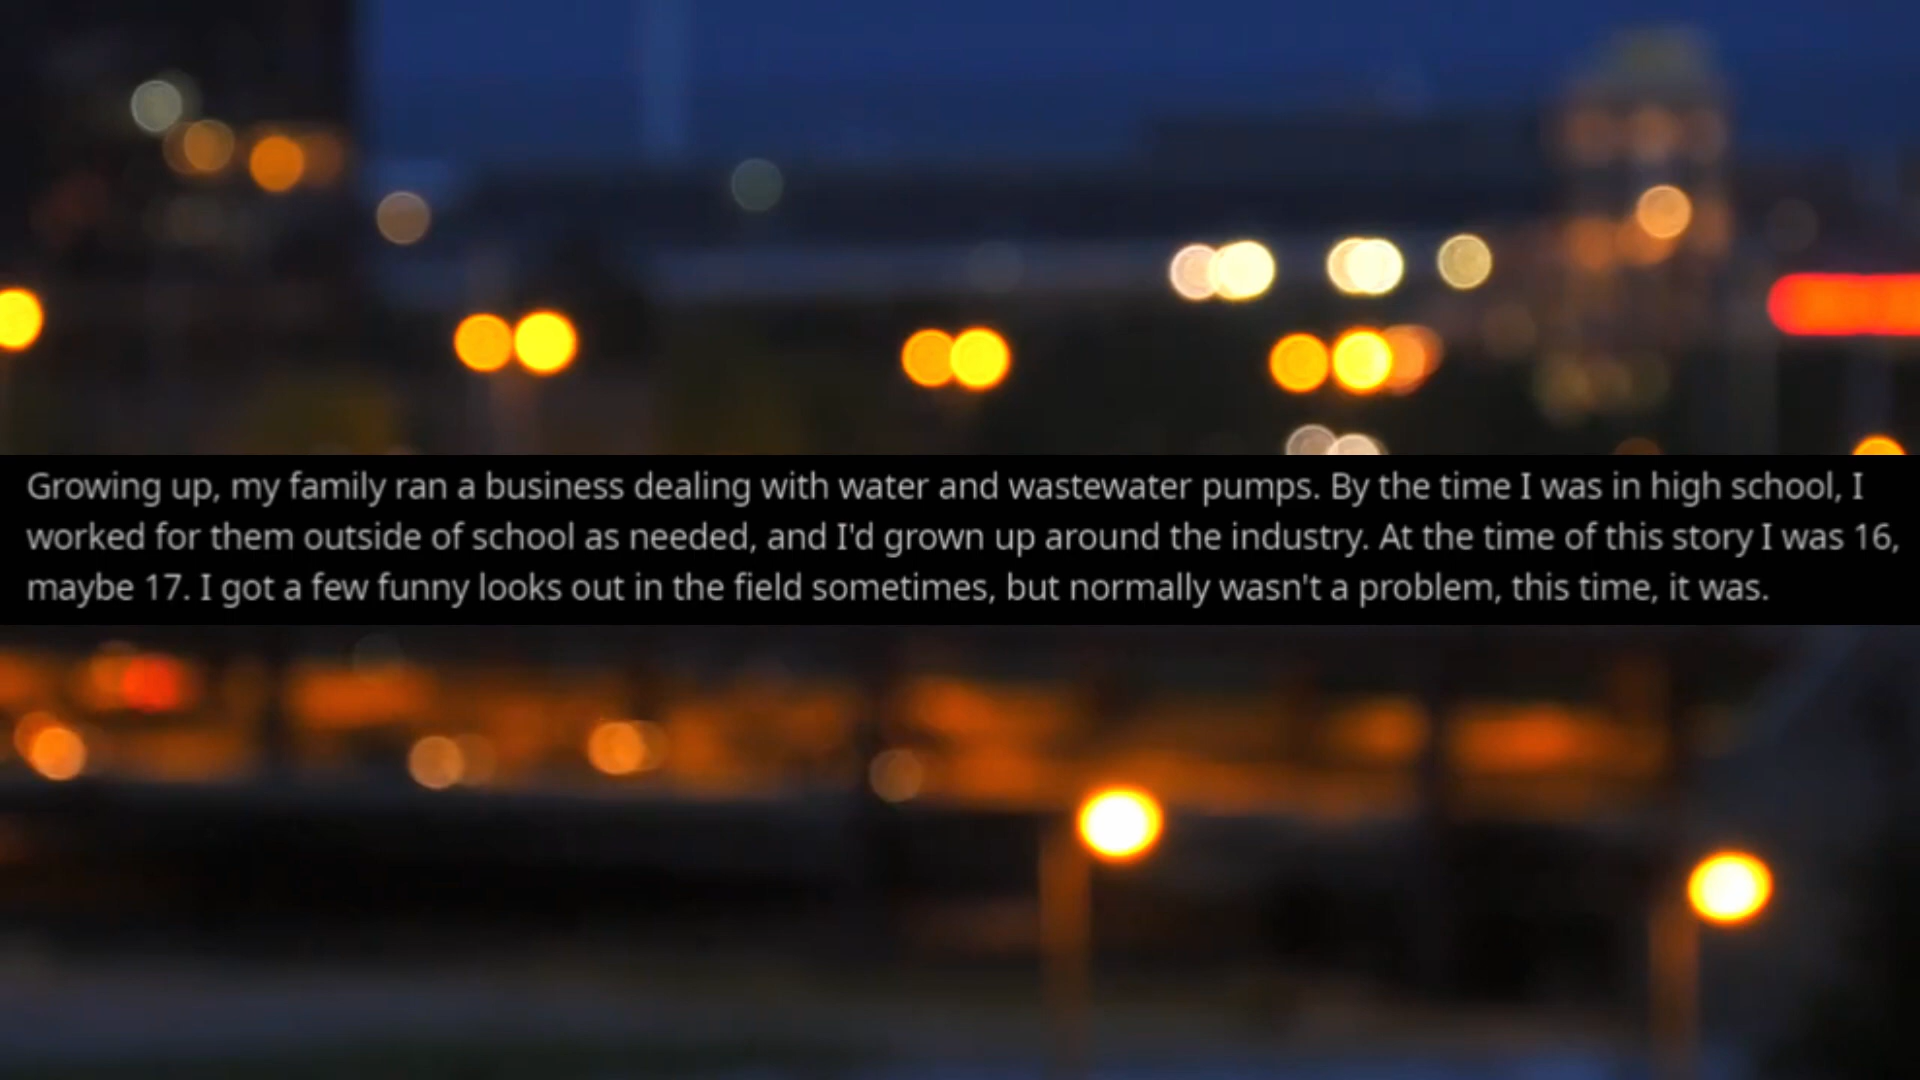 Growing up, my family ran a business dealing with water and wastewater pumps. By the time I was in high school, I
worked for them outside of school as needed, and I'd grown up around the industry. At the time of this story I was 16,
maybe 17. I got a few funny looks out in the field sometimes, but normally wasn't a problem, this time, it was.